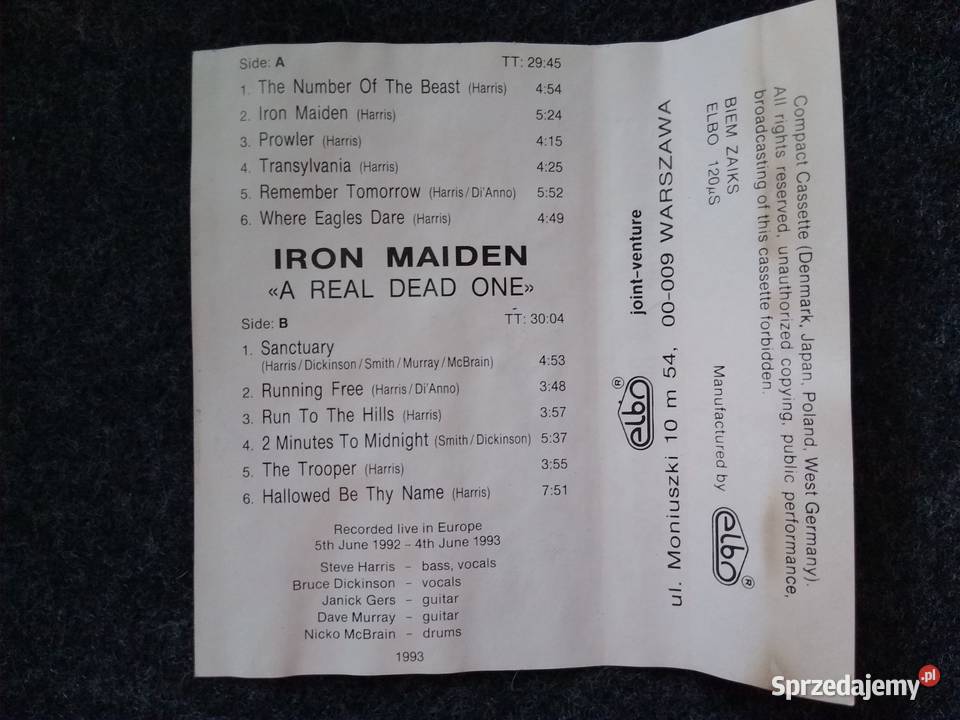 Side: A TT: 29:45
1. The Number Of The Beast (Harris) 4:54
2. Iron Maiden (Harris) 5:24
3. Prowler (Harris) 4:15
4. Transylvania (Harris) 4:25
5. Remember Tomorrow (Harris/Di'Anno) 5:52
6. Where Eagles Dare (Harris) 4:49
IRON MAIDEN
«A REAL DEAD ONE»
Side: B TT: 30:04
1. Sanctuary
(Harris/Dickinson/Smith/Murray/McBrain) 4:53
2. Running Free (Harris/Di'Anno) 3:48
3. Run To The Hills (Harris) 3:57
4. 2 Minutes To Midnight (Smith/Dickinson) 5:37
5. The Trooper (Harris) 3:55
6. Hallowed Be Thy Name (Harris) 7:51
Recorded live in Europe
5th June 1992 – 4th June 1993
Steve Harris – bass, vocals
Bruce Dickinson – vocals
Janick Gers – guitar
Dave Murray – guitar
Nicko McBrain – drums
1993
elbo ®
joint-venture
ul. Moniuszki 10 m 54, 00-009 WARSZAWA
Compact Cassette (Denmark, Japan, Poland, West Germany).
All rights reserved, unauthorized copying, public performance,
broadcasting of this cassette forbidden.
BIEM ZAIKS
ELBO 120µS
Manufactured by elbo ®
Sprzedajemy.pl